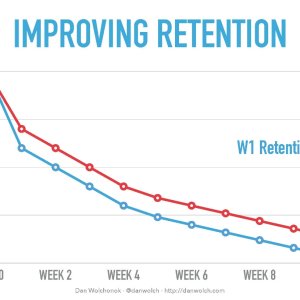 IMPROVING RETENTION
W1 Retenti
0 WEEK 2 WEEK 4 WEEK 6 WEEK 8
Dan Wolchonok · @danwolch · http://danwolch.com